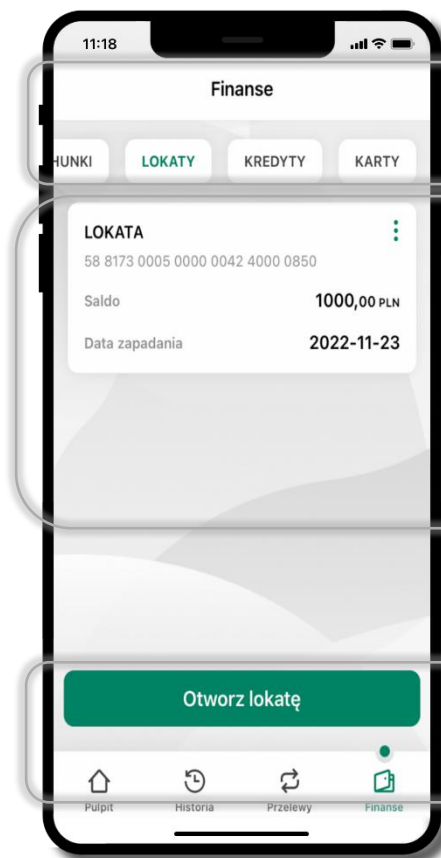 11:18
Finanse
HUNKI LOKATY KREDYTY KARTY
LOKATA
58 8173 0005 0000 0042 4000 0850
Saldo 1000,00 PLN
Data zapadania 2022-11-23
Otworz lokatę
Pulpit Historia Przelewy Finanse